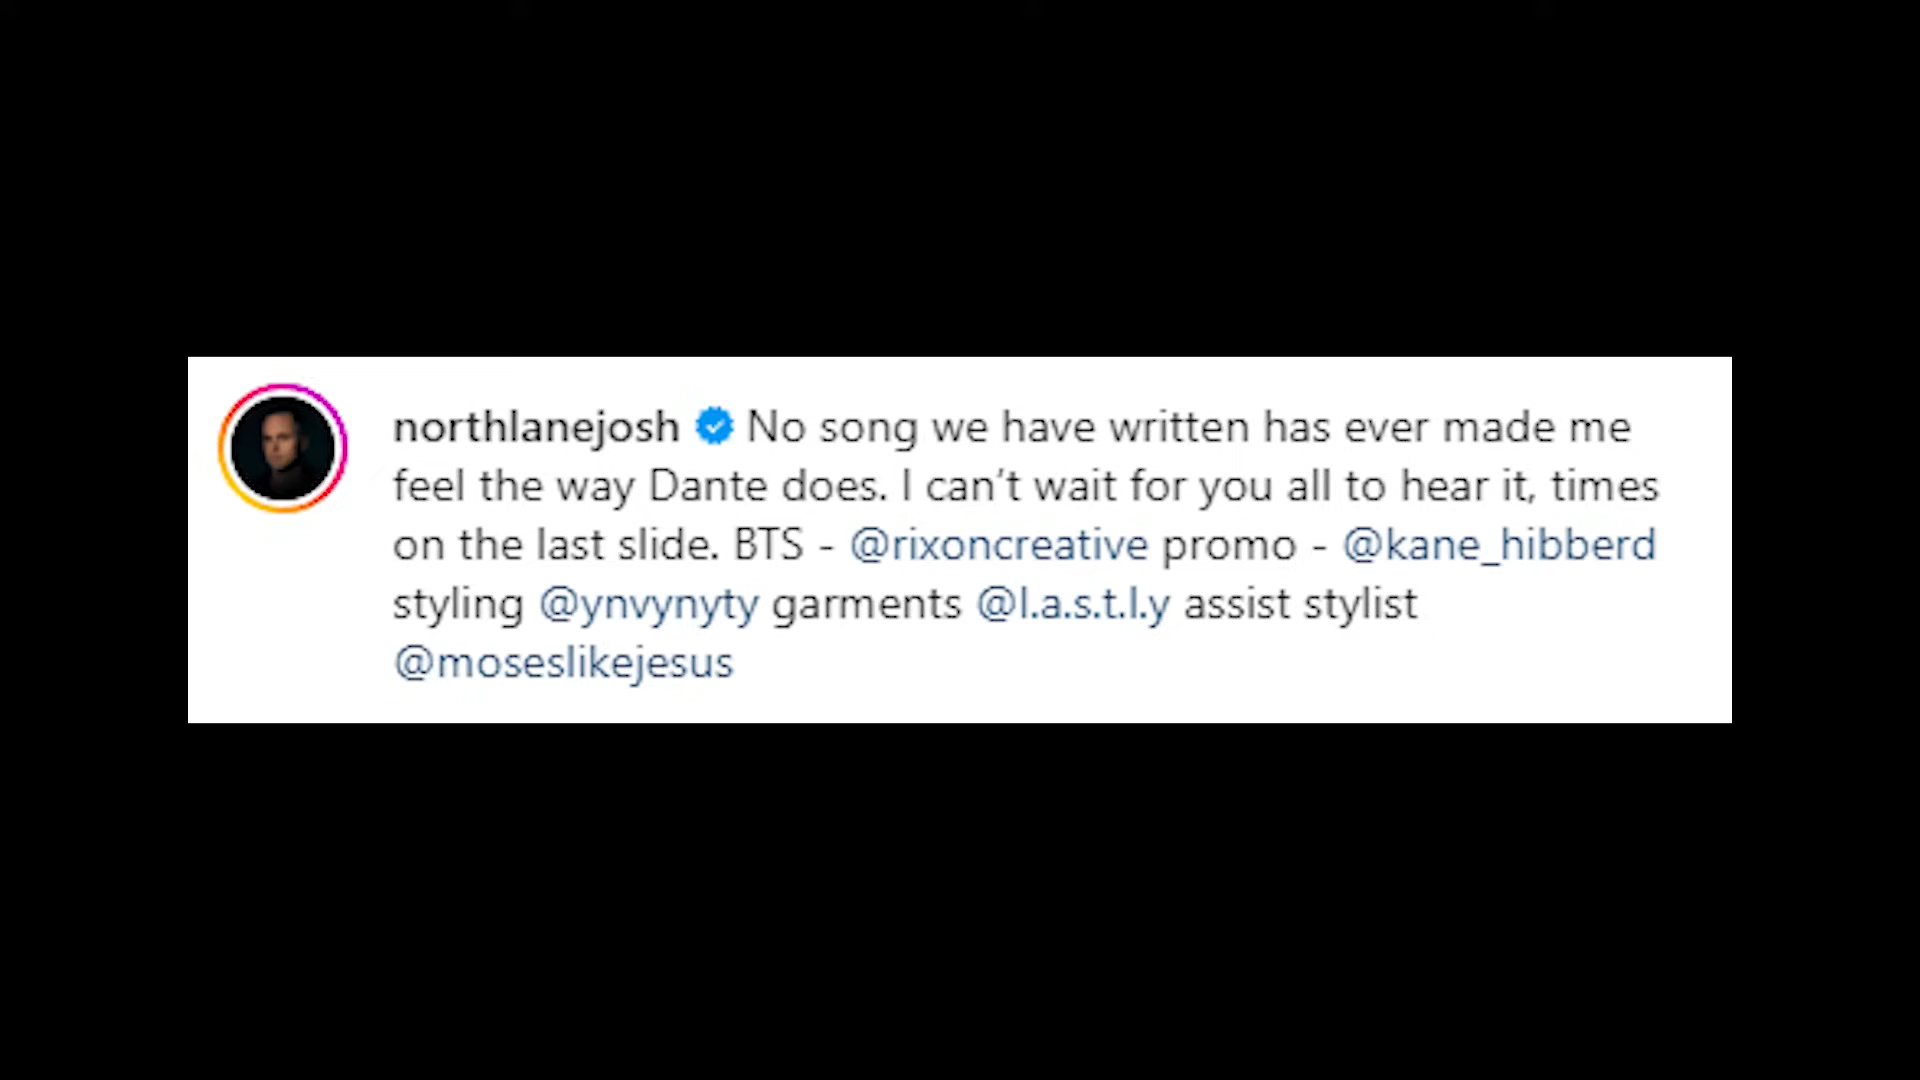 northlanejosh No song we have written has ever made me
feel the way Dante does. I can’t wait for you all to hear it, times
on the last slide. BTS - @rixoncreative promo - @kane_hibberd
styling @ynvynyty garments @l.a.s.t.l.y assist stylist
@moseslikejesus